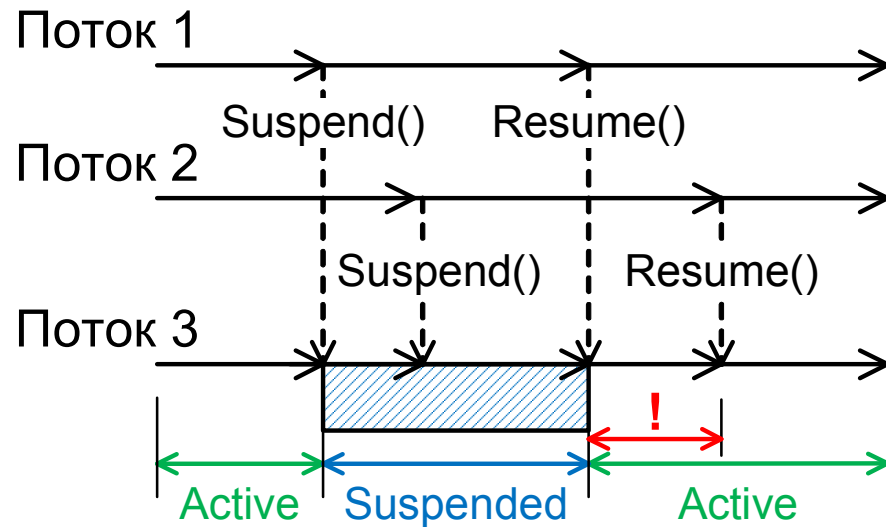 Поток 1
Suspend() Resume()
Поток 2
Suspend() Resume()
Поток 3
!
Active Suspended Active